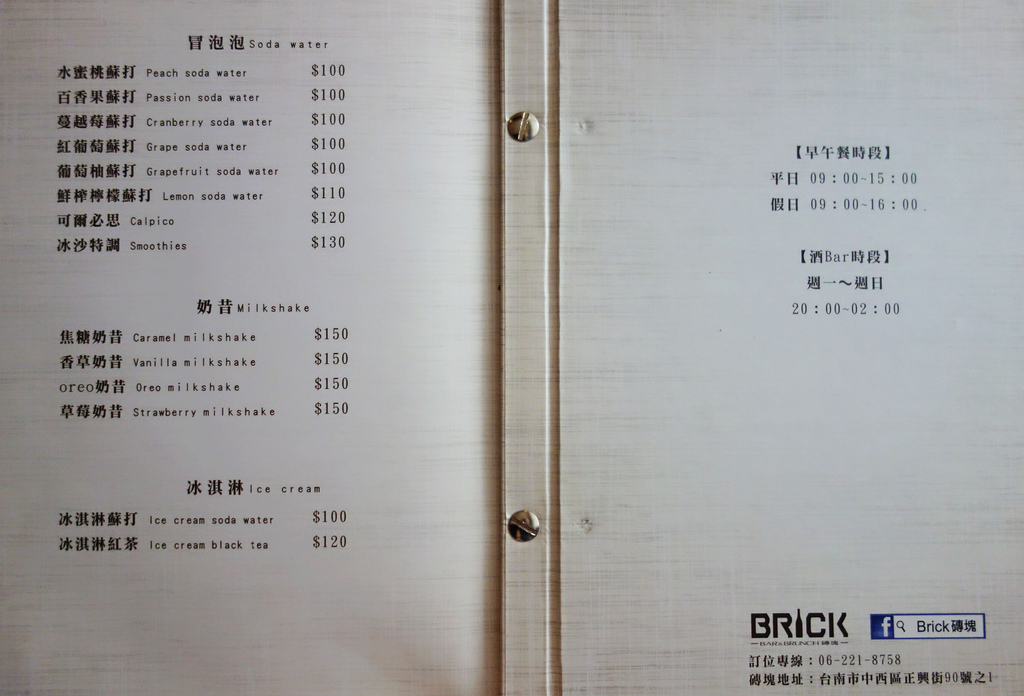 冒泡泡 Soda water
水蜜桃蘇打 Peach soda water $100
百香果蘇打 Passion soda water $100
蔓越莓蘇打 Cranberry soda water $100
紅葡萄蘇打 Grape soda water $100
葡萄柚蘇打 Grapefruit soda water $100
鮮榨檸檬蘇打 Lemon soda water $110
可爾必思 Calpico $120
冰沙特調 Smoothies $130
奶昔 Milkshake
焦糖奶昔 Caramel milkshake $150
香草奶昔 Vanilla milkshake $150
oreo奶昔 Oreo milkshake $150
草莓奶昔 Strawberry milkshake $150
冰淇淋 Ice cream
冰淇淋蘇打 Ice cream soda water $100
冰淇淋紅茶 Ice cream black tea $120
【早午餐時段】
平日 09：00~15：00
假日 09：00~16：00
【酒Bar時段】
週一～週日
20：00~02：00
BRICK
BAR&BRUNCH 磚塊
f Brick磚塊
訂位專線：06-221-8758
磚塊地址：台南市中西區正興街90號之1